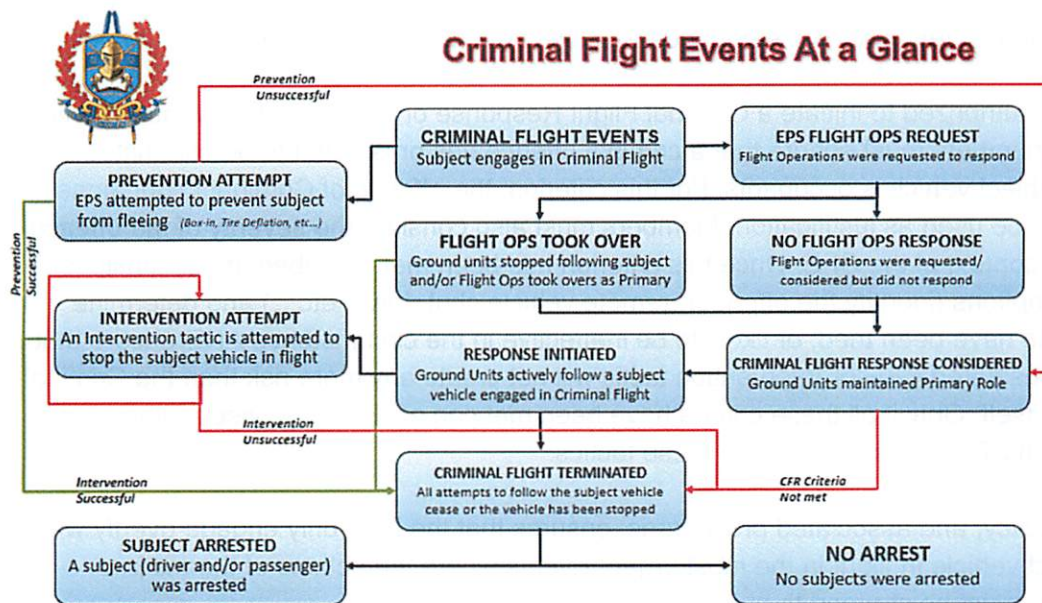 Criminal Flight Events At a Glance
Prevention
Unsuccessful
CRIMINAL FLIGHT EVENTS
Subject engages in Criminal Flight
EPS FLIGHT OPS REQUEST
Flight Operations were requested to respond
PREVENTION ATTEMPT
EPS attempted to prevent subject
from fleeing (Box-in, Tire Deflation, etc...)
FLIGHT OPS TOOK OVER
Ground units stopped following subject
and/or Flight Ops took overs as Primary
NO FLIGHT OPS RESPONSE
Flight Operations were requested/
considered but did not respond
Prevention
Successful
INTERVENTION ATTEMPT
An Intervention tactic is attempted to
stop the subject vehicle in flight
RESPONSE INITIATED
Ground Units actively follow a subject
vehicle engaged in Criminal Flight
CRIMINAL FLIGHT RESPONSE CONSIDERED
Ground Units maintained Primary Role
Intervention
Unsuccessful
Intervention
Successful
CRIMINAL FLIGHT TERMINATED
All attempts to follow the subject vehicle
cease or the vehicle has been stopped
CFR Criteria
Not met
SUBJECT ARRESTED
A subject (driver and/or passenger)
was arrested
NO ARREST
No subjects were arrested